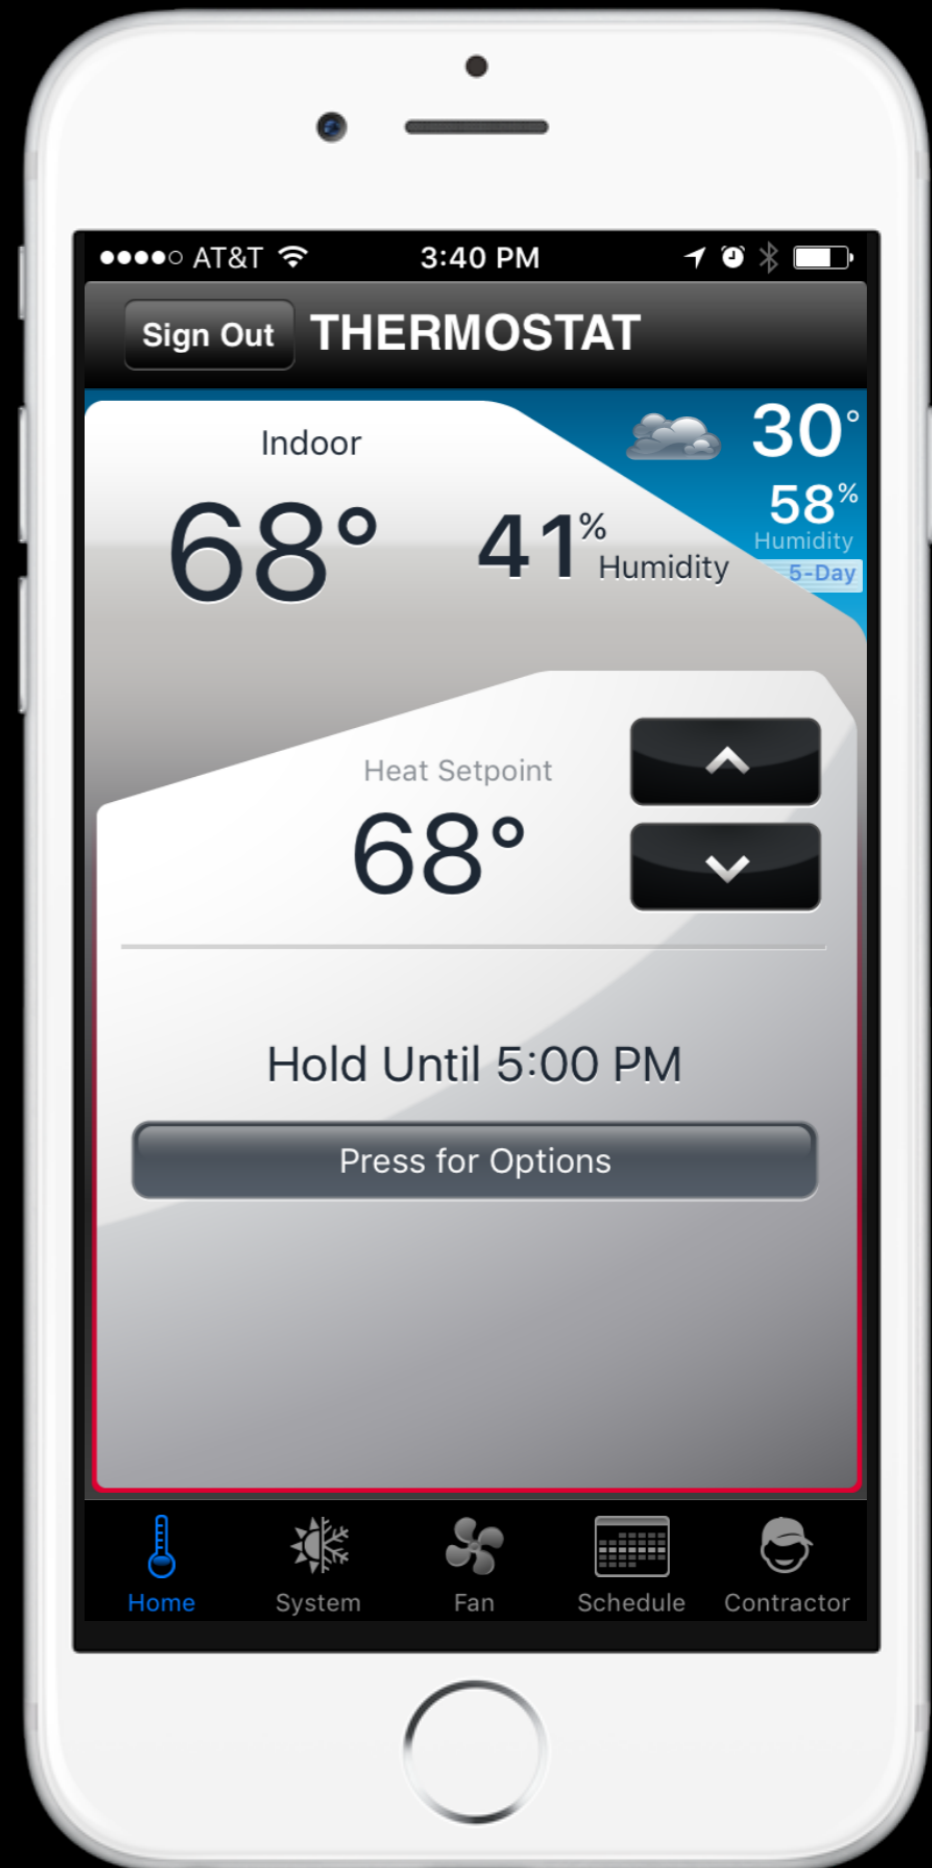 AT&T 3:40 PM
Sign Out THERMOSTAT
Indoor
68° 41% Humidity
30°
58%
Humidity
5-Day
Heat Setpoint
68°
Hold Until 5:00 PM
Press for Options
Home System Fan Schedule Contractor